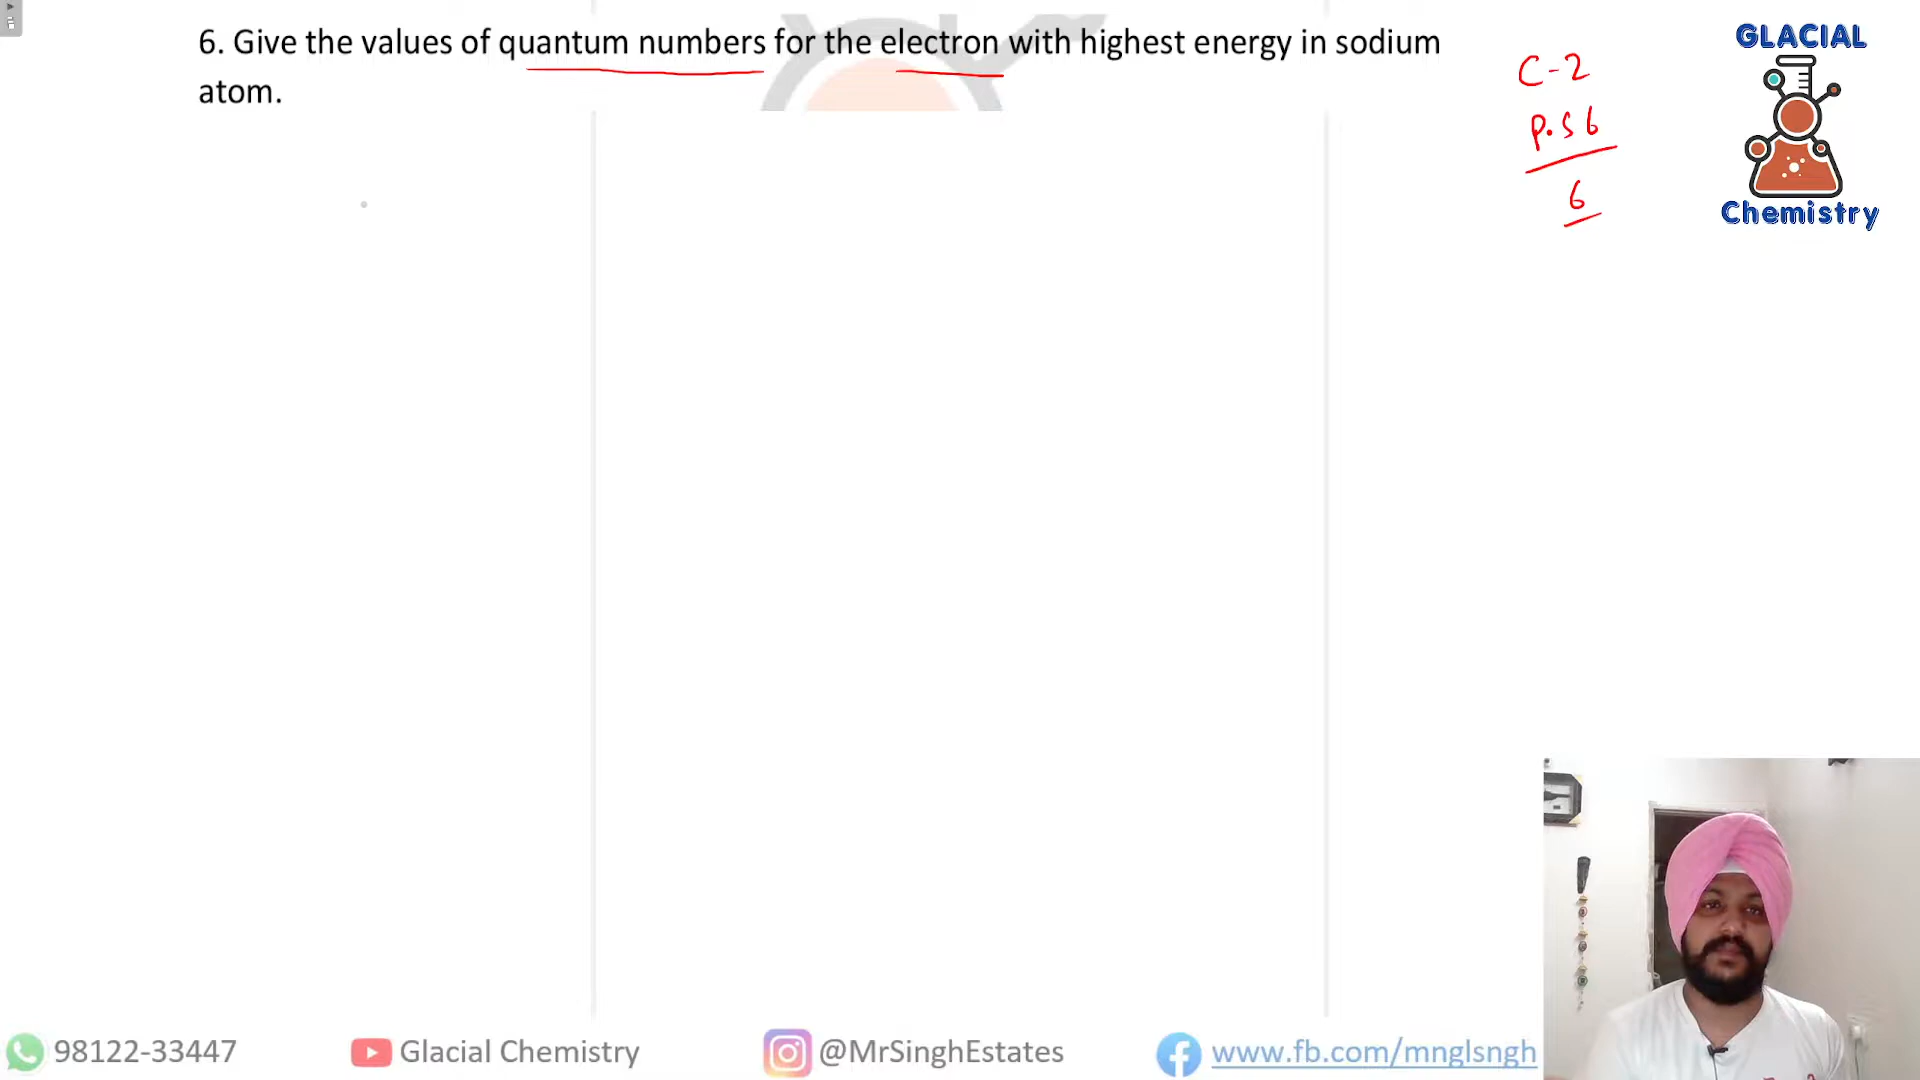 6. Give the values of quantum numbers for the electron with highest energy in sodium
atom.
C-2
P.S6
6
GLACIAL
Chemistry
98122-33447
Glacial Chemistry
@MrSinghEstates
www.fb.com/mnglsngh